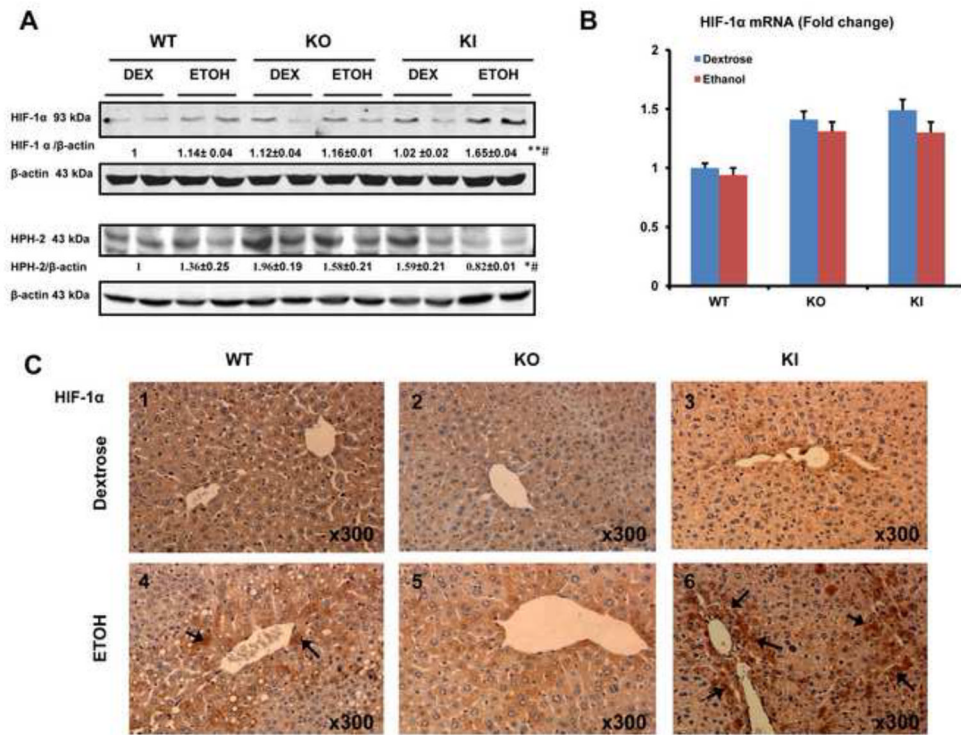 A
WT KO KI
DEX ETOH DEX ETOH DEX ETOH
HIF-1α 93 kDa
HIF-1 α/β-actin 1 1.14± 0.04 1.12±0.04 1.16±0.01 1.02 ±0.02 1.65±0.04 **#
β-actin 43 kDa
HPH-2 43 kDa
HPH-2/β-actin 1 1.36±0.25 1.96±0.19 1.58±0.21 1.59±0.21 0.82±0.01 *#
β-actin 43 kDa
B
HIF-1α mRNA (Fold change)
2
1.5
1
0.5
0
Dextrose
Ethanol
WT KO KI
C
WT KO KI
HIF-1α
Dextrose
1 2 3
x300 x300 x300
ETOH
4 5 6
x300 x300 x300